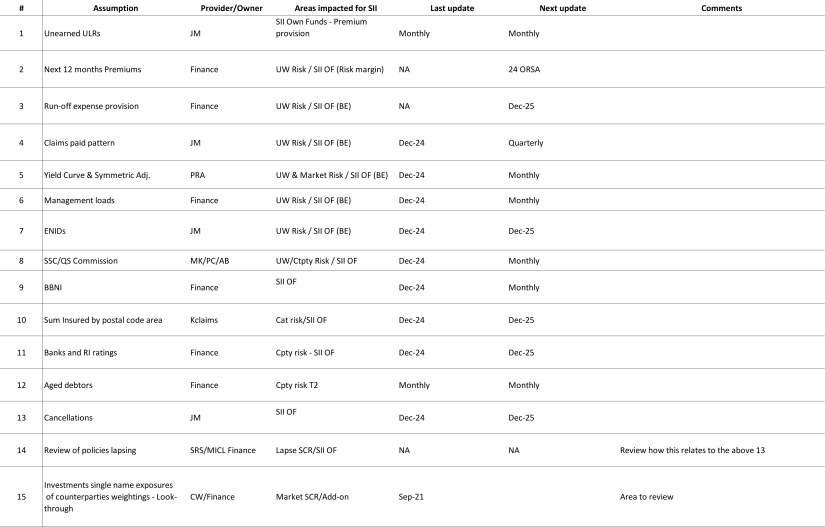 # Assumption Provider/Owner Areas impacted for SII Last update Next update Comments
1 Unearned ULRs JM SII Own Funds - Premium provision Monthly Monthly
2 Next 12 months Premiums Finance UW Risk / SII OF (Risk margin) NA 24 ORSA
3 Run-off expense provision Finance UW Risk / SII OF (BE) NA Dec-25
4 Claims paid pattern JM UW Risk / SII OF (BE) Dec-24 Quarterly
5 Yield Curve & Symmetric Adj. PRA UW & Market Risk / SII OF (BE) Dec-24 Monthly
6 Management loads Finance UW Risk / SII OF (BE) Dec-24 Monthly
7 ENIDs JM UW Risk / SII OF (BE) Dec-24 Dec-25
8 SSC/QS Commission MK/PC/AB UW/Ctpty Risk / SII OF Dec-24 Monthly
9 BBNI Finance SII OF Dec-24 Monthly
10 Sum Insured by postal code area Kclaims Cat risk/SII OF Dec-24 Dec-25
11 Banks and RI ratings Finance Cpty risk - SII OF Dec-24 Dec-25
12 Aged debtors Finance Cpty risk T2 Monthly Monthly
13 Cancellations JM SII OF Dec-24 Dec-25
14 Review of policies lapsing SRS/MICL Finance Lapse SCR/SII OF NA NA Review how this relates to the above 13
15 Investments single name exposures
of counterparties weightings - Look-
through CW/Finance Market SCR/Add-on Sep-21 Area to review